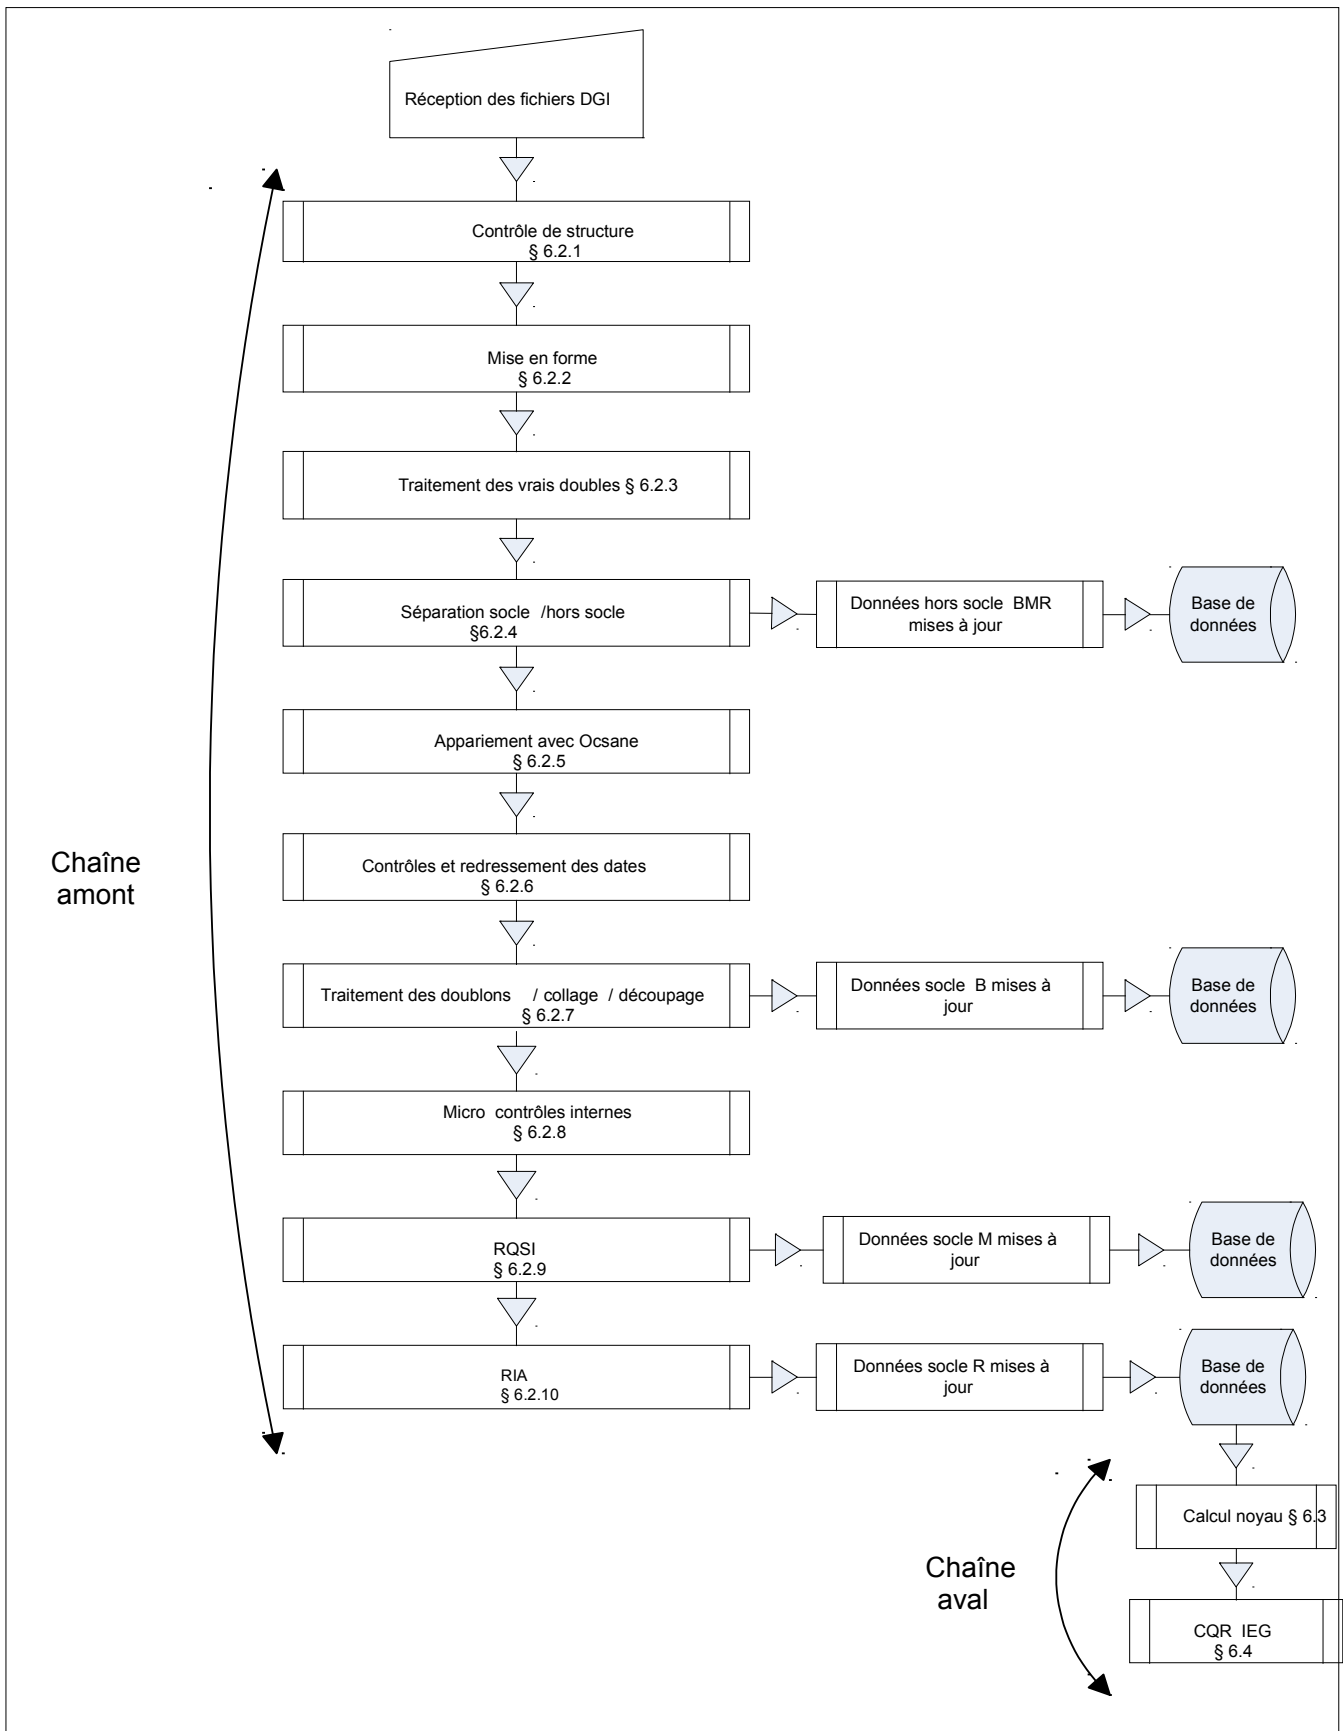 Réception des fichiers DGI
Contrôle de structure
§ 6.2.1
Mise en forme
§ 6.2.2
Traitement des vrais doubles § 6.2.3
Séparation socle /hors socle
§6.2.4
Données hors socle BMR
mises à jour
Base de
données
Appariement avec Ocsane
§ 6.2.5
Chaîne
amont
Contrôles et redressement des dates
§ 6.2.6
Traitement des doublons / collage / découpage
§ 6.2.7
Données socle B mises à
jour
Base de
données
Micro contrôles internes
§ 6.2.8
RQSI
§ 6.2.9
Données socle M mises à
jour
Base de
données
RIA
§ 6.2.10
Données socle R mises à
jour
Base de
données
Chaîne
aval
Calcul noyau § 6.3
CQR IEG
§ 6.4